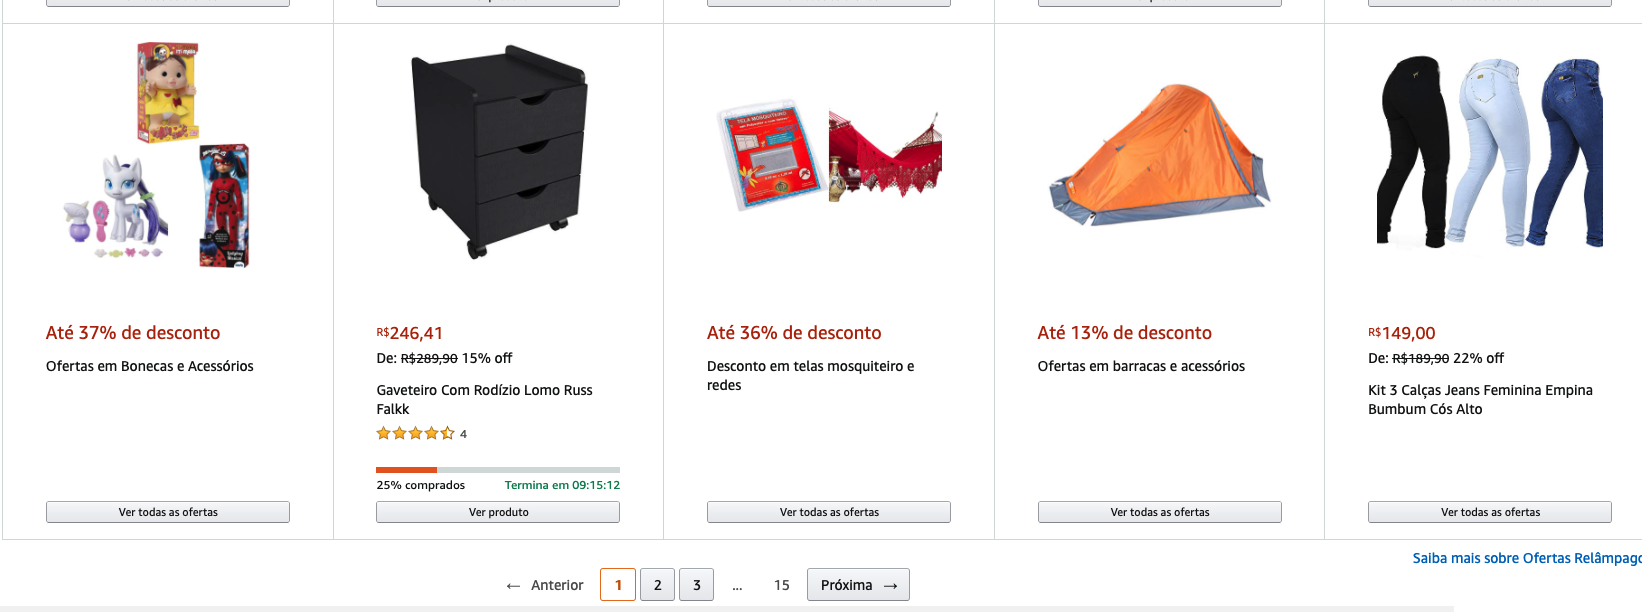 Até 37% de desconto
Ofertas em Bonecas e Acessórios
Ver todas as ofertas
R$246,41
De: R$289,90 15% off
Gaveteiro Com Rodízio Lomo Russ
Falkk
4
25% comprados Termina em 09:15:12
Ver produto
TELA MOSQUITEIRO
Até 36% de desconto
Desconto em telas mosquiteiro e
redes
Ver todas as ofertas
Até 13% de desconto
Ofertas em barracas e acessórios
Ver todas as ofertas
R$149,00
De: R$189,90 22% off
Kit 3 Calças Jeans Feminina Empina
Bumbum Cós Alto
Ver todas as ofertas
Saiba mais sobre Ofertas Relâmpago
← Anterior 1 2 3 ... 15 Próxima →